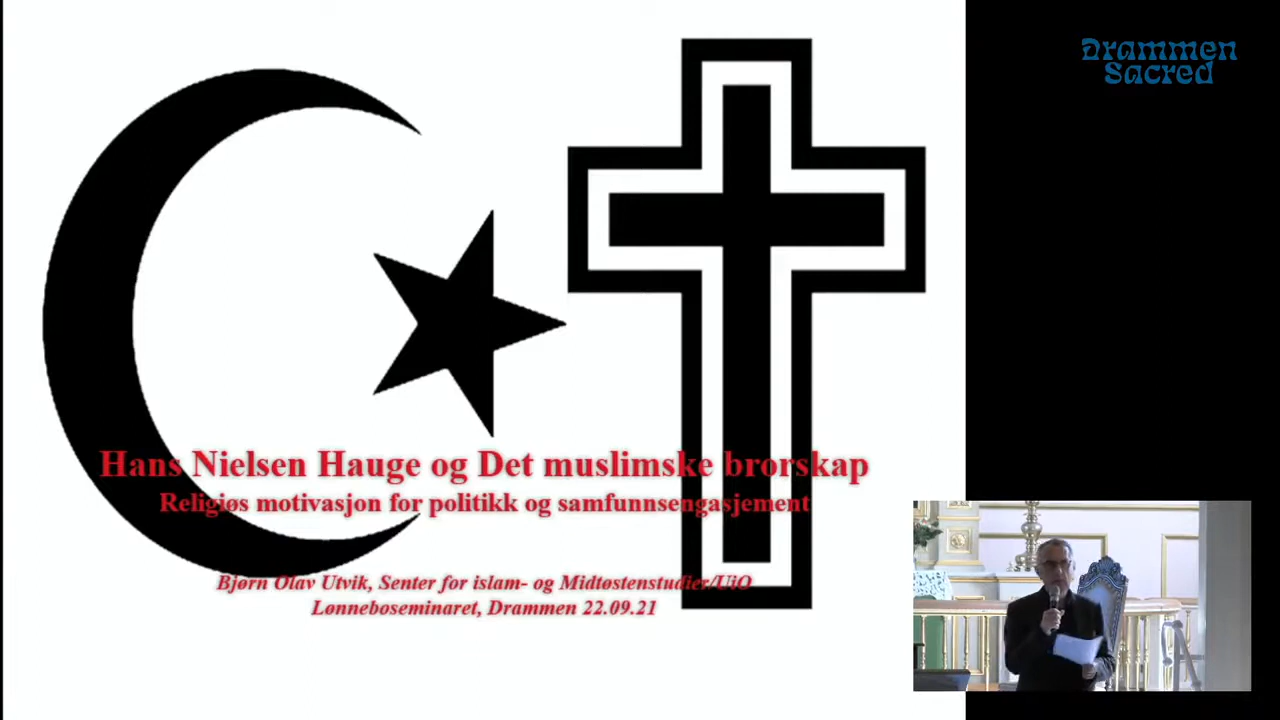 Drammen
Sacred
Hans Nielsen Hauge og Det muslimske brorskap
Religiøs motivasjon for politikk og samfunnsengasjement
Bjørn Olav Utvik, Senter for islam- og Midtøstenstudier/UiO
Lønneboseminaret, Drammen 22.09.21